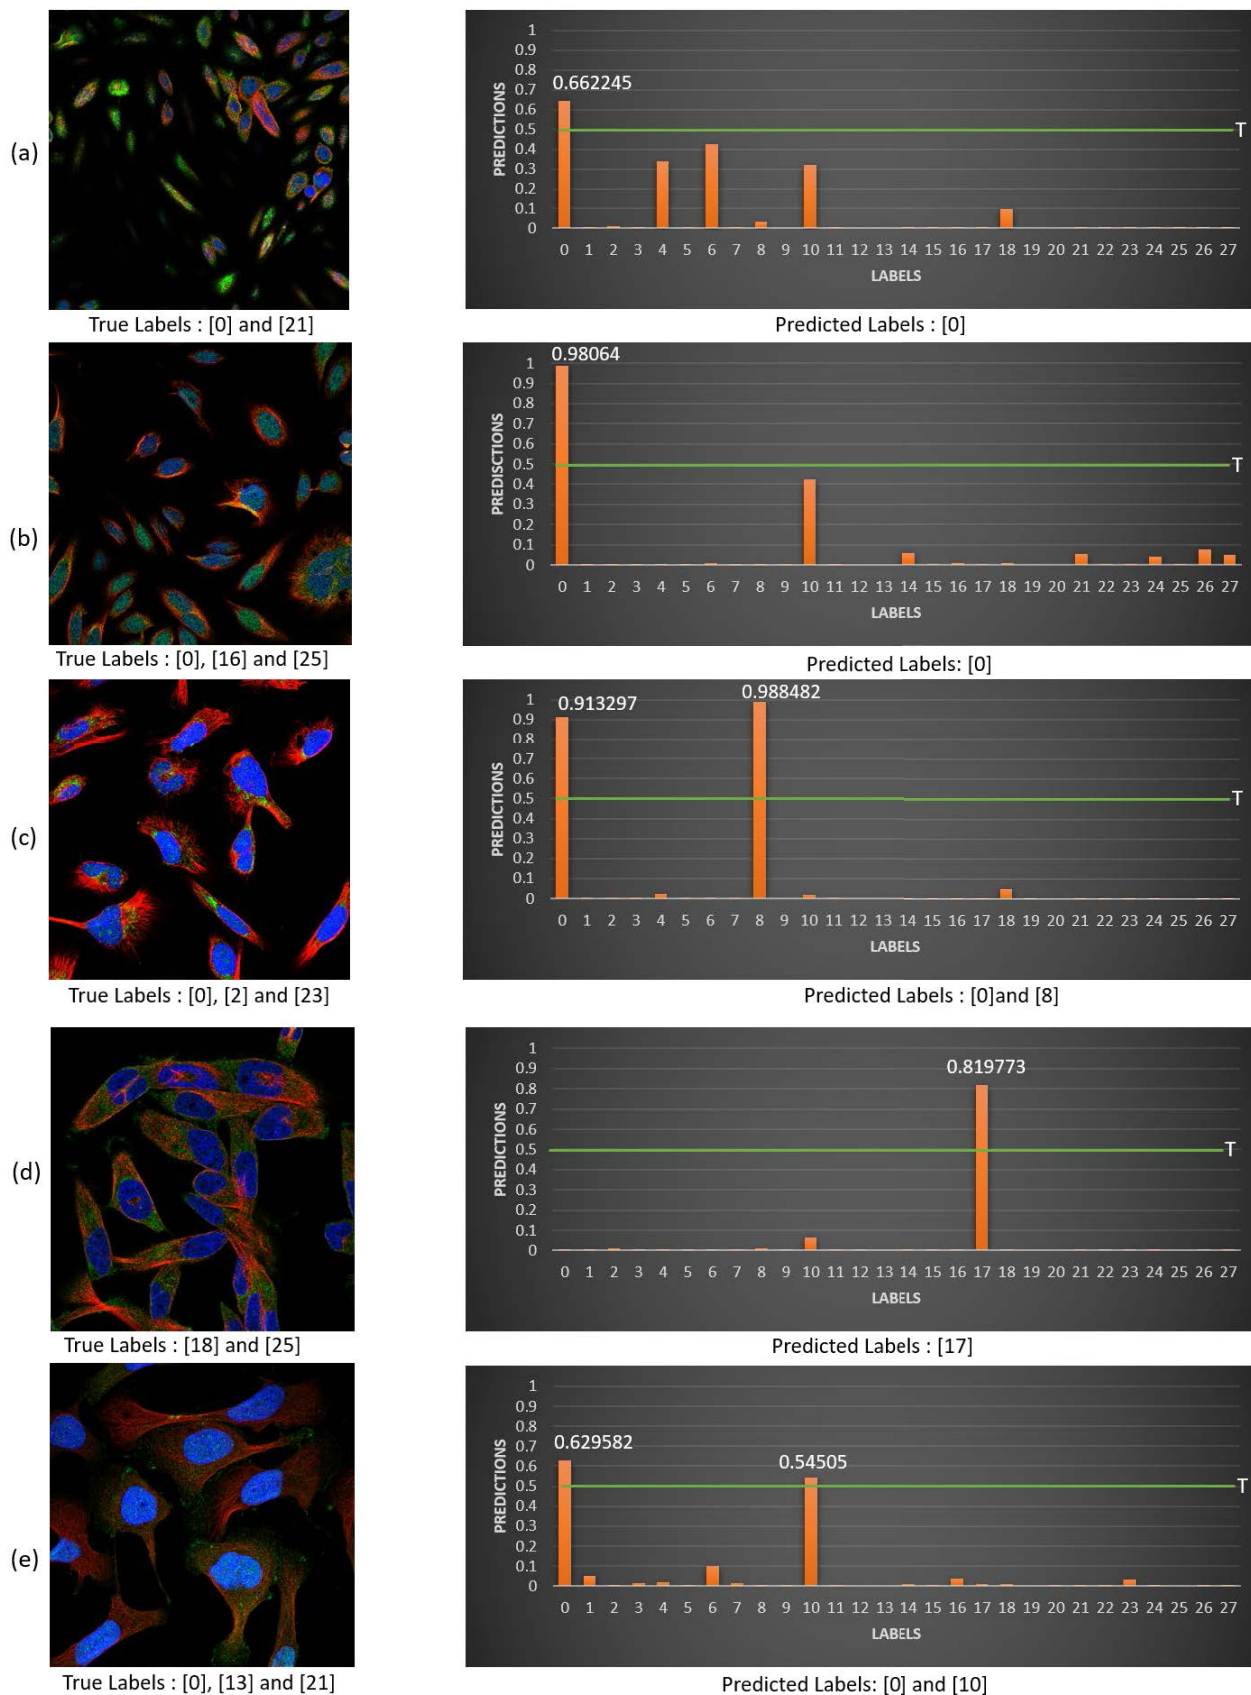 (a)
1
0.9
0.8
0.662245
0.7
0.6
0.5
T
0.4
0.3
0.2
0.1
0
PREDICTIONS
0 1 2 3 4 5 6 7 8 9 10 11 12 13 14 15 16 17 18 19 20 21 22 23 24 25 26 27
LABELS
True Labels : [0] and [21]
Predicted Labels : [0]
(b)
0.98064
1
0.9
0.8
0.7
0.6
0.5
T
0.4
0.3
0.2
0.1
0
PREDISCTIONS
0 1 2 3 4 5 6 7 8 9 10 11 12 13 14 15 16 17 18 19 20 21 22 23 24 25 26 27
LABELS
True Labels : [0], [16] and [25]
Predicted Labels: [0]
(c)
0.913297
0.988482
1
0.9
0.8
0.7
0.6
0.5
T
0.4
0.3
0.2
0.1
0
PREDICTIONS
0 1 2 3 4 5 6 7 8 9 10 11 12 13 14 15 16 17 18 19 20 21 22 23 24 25 26 27
LABELS
True Labels : [0], [2] and [23]
Predicted Labels : [0]and [8]
(d)
1
0.9
0.819773
0.8
0.7
0.6
0.5
T
0.4
0.3
0.2
0.1
0
PREDICTIONS
0 1 2 3 4 5 6 7 8 9 10 11 12 13 14 15 16 17 18 19 20 21 22 23 24 25 26 27
LABELS
True Labels : [18] and [25]
Predicted Labels : [17]
(e)
1
0.9
0.8
0.7
0.629582
0.6
0.54505
0.5
T
0.4
0.3
0.2
0.1
0
PREDICTIONS
0 1 2 3 4 5 6 7 8 9 10 11 12 13 14 15 16 17 18 19 20 21 22 23 24 25 26 27
LABELS
True Labels : [0], [13] and [21]
Predicted Labels: [0] and [10]